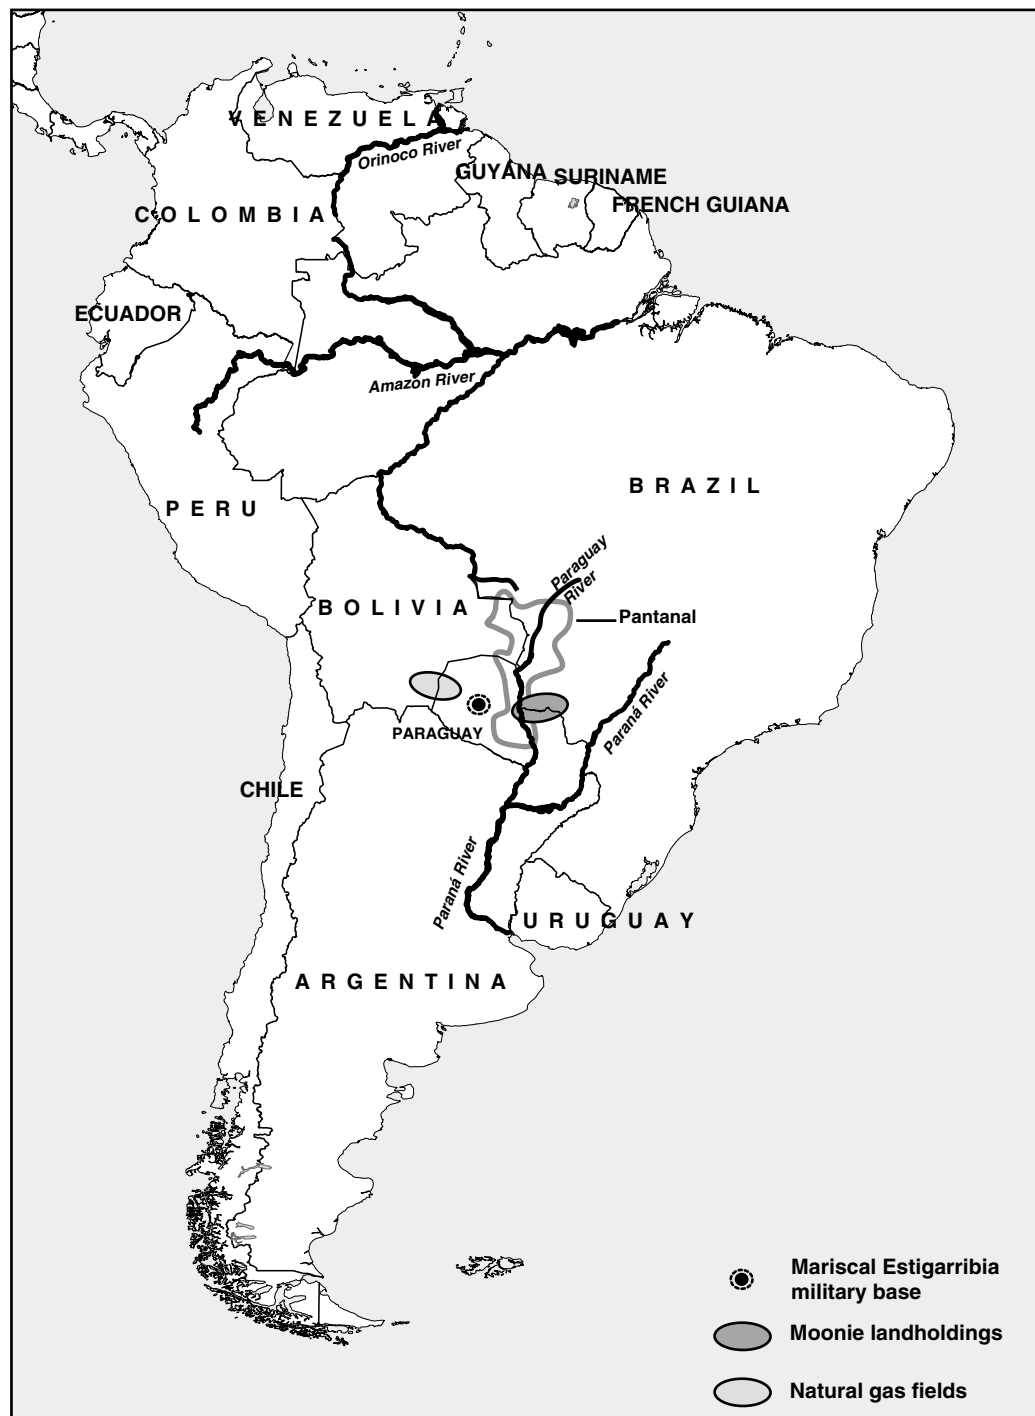 VENEZUELA
Orinoco River
GUYANA
SURINAME
COLOMBIA
FRENCH GUIANA
ECUADOR
Amazon River
BRAZIL
PERU
Paraguay
River
BOLIVIA
Pantanal
Paraná River
PARAGUAY
CHILE
Paraná River
URUGUAY
ARGENTINA
Mariscal Estigarribia
military base
Moonie landholdings
Natural gas fields